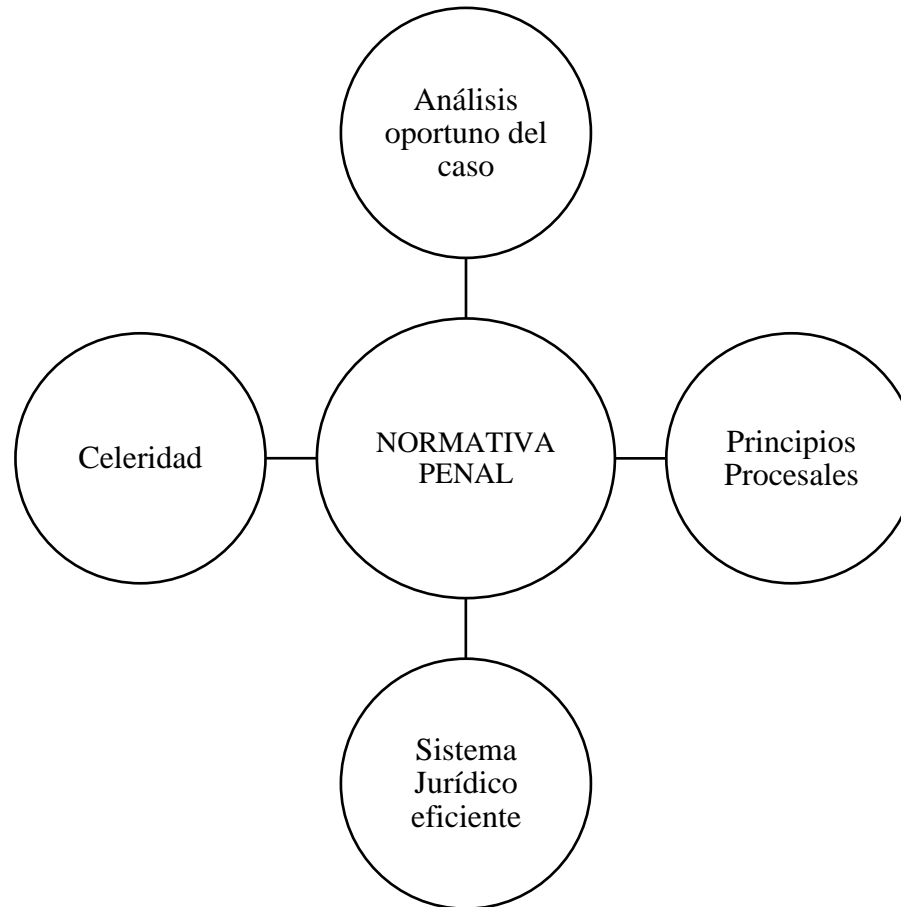 Análisis
oportuno del
caso
Celeridad
NORMATIVA
PENAL
Principios
Procesales
Sistema
Jurídico
eficiente